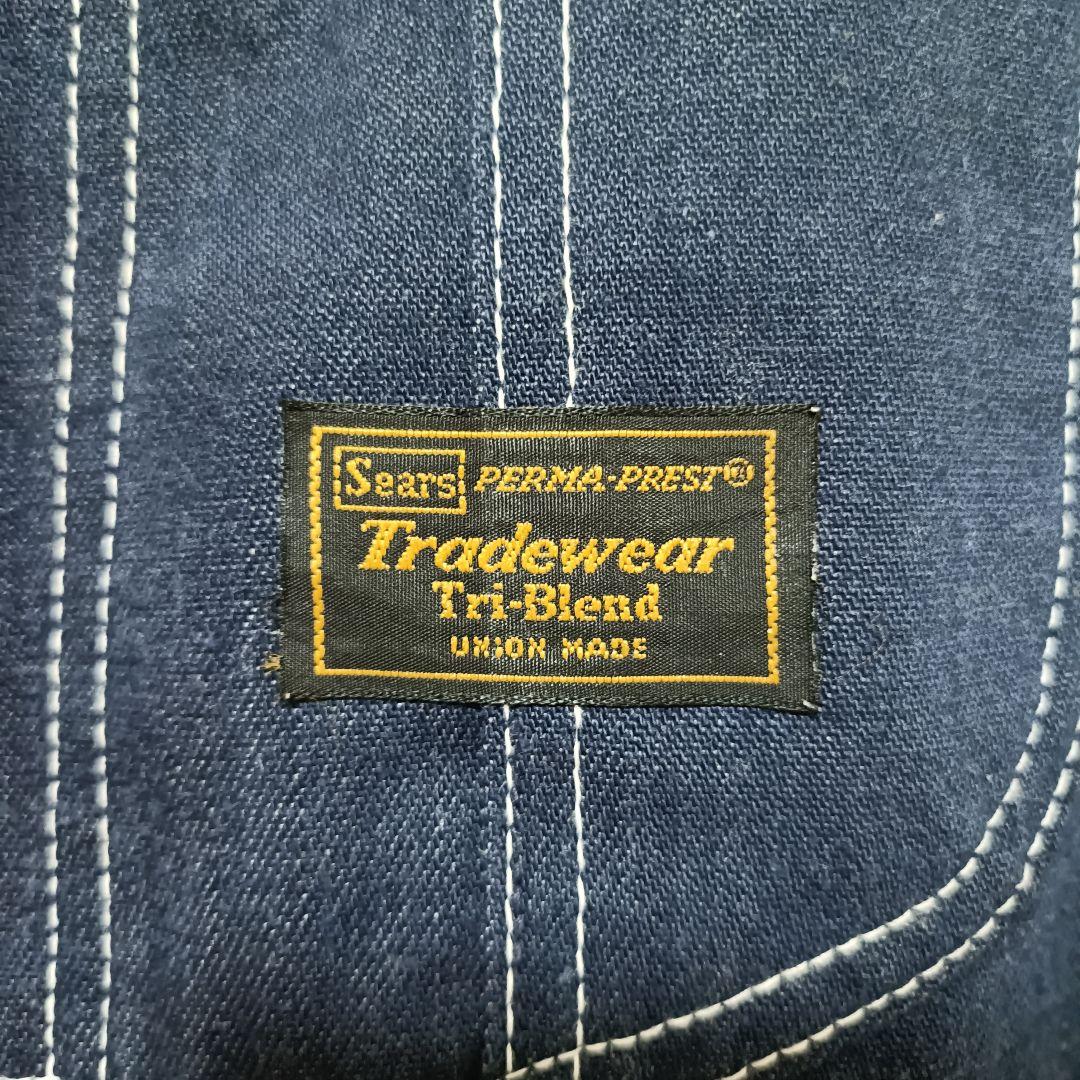 Sears PERMA-PREST®
Tradewear
Tri-Blend
UNION MADE